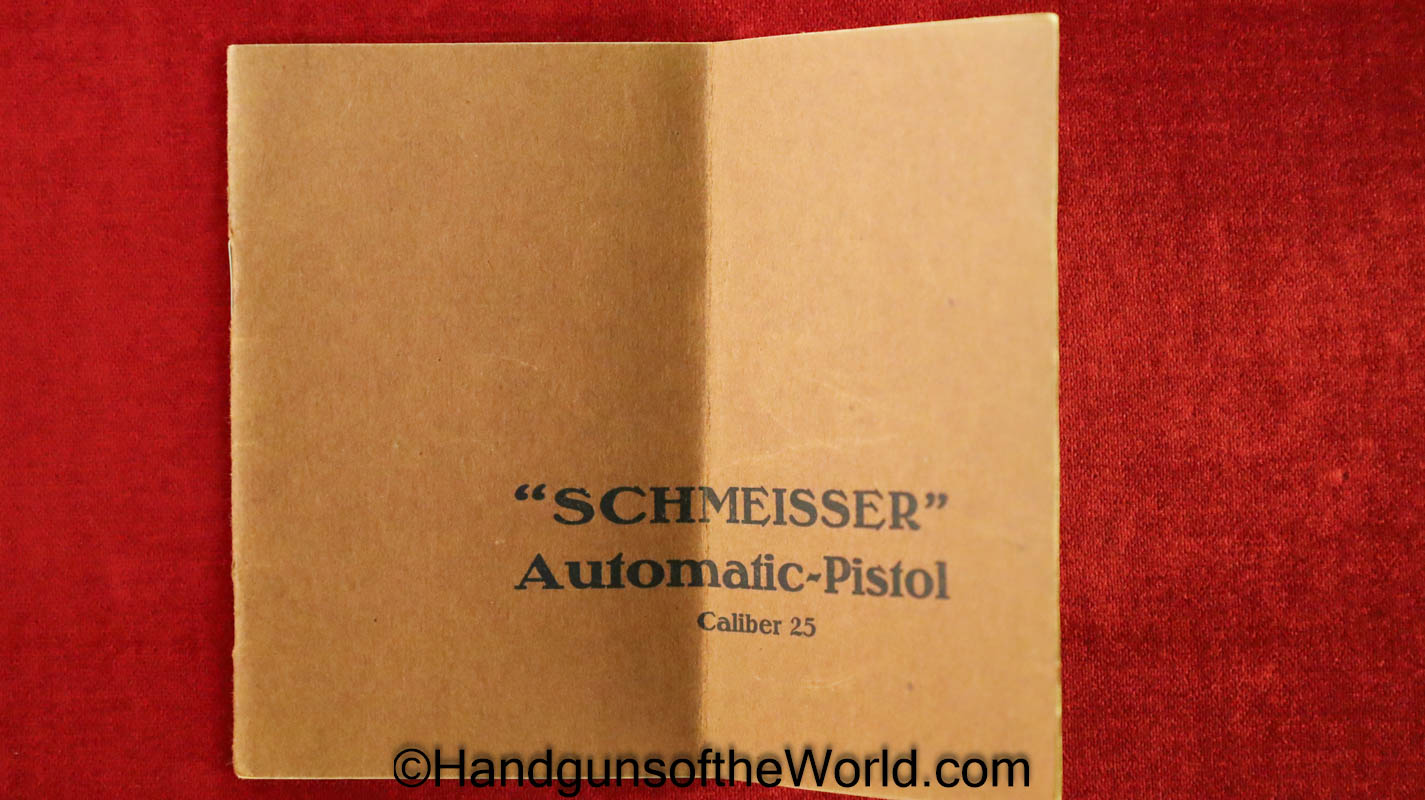 “SCHMEISSER”
Automatic-Pistol
Caliber 25
©HandgunsoftheWorld.com